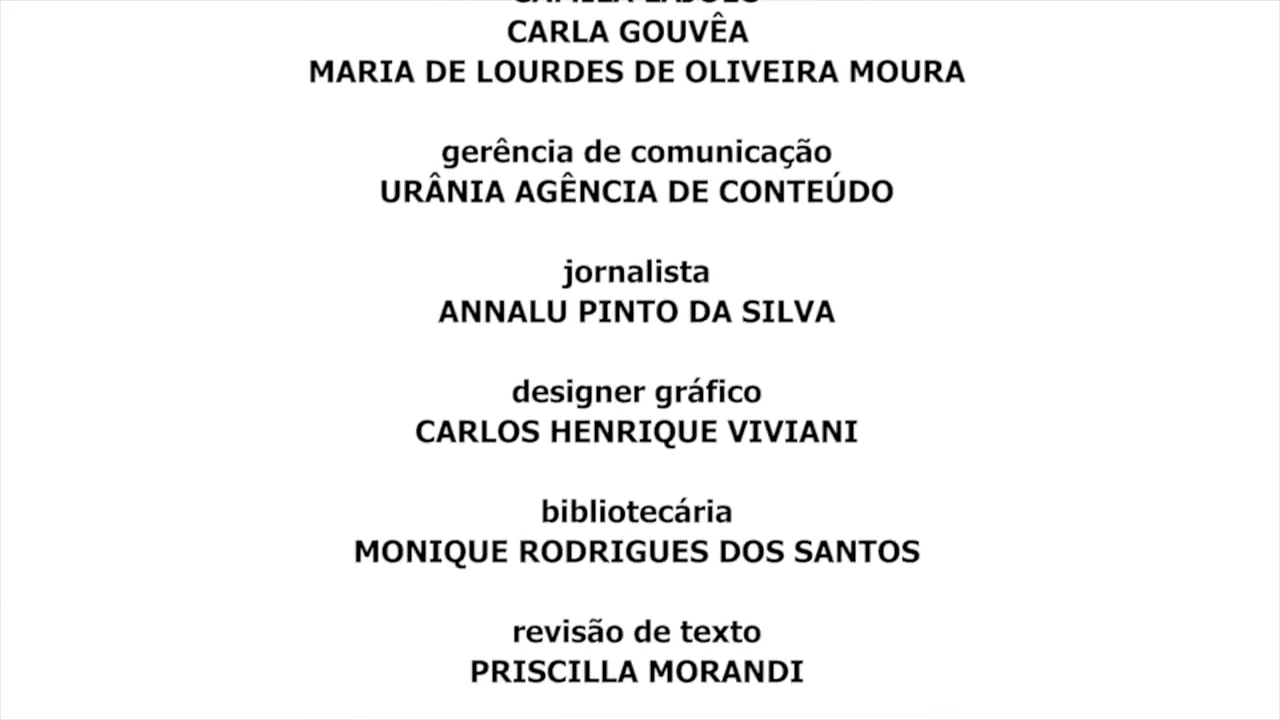 CARLA GOUVÊA
MARIA DE LOURDES DE OLIVEIRA MOURA
gerência de comunicação
URÂNIA AGÊNCIA DE CONTEÚDO
jornalista
ANNALU PINTO DA SILVA
designer gráfico
CARLOS HENRIQUE VIVIANI
bibliotecária
MONIQUE RODRIGUES DOS SANTOS
revisão de texto
PRISCILLA MORANDI